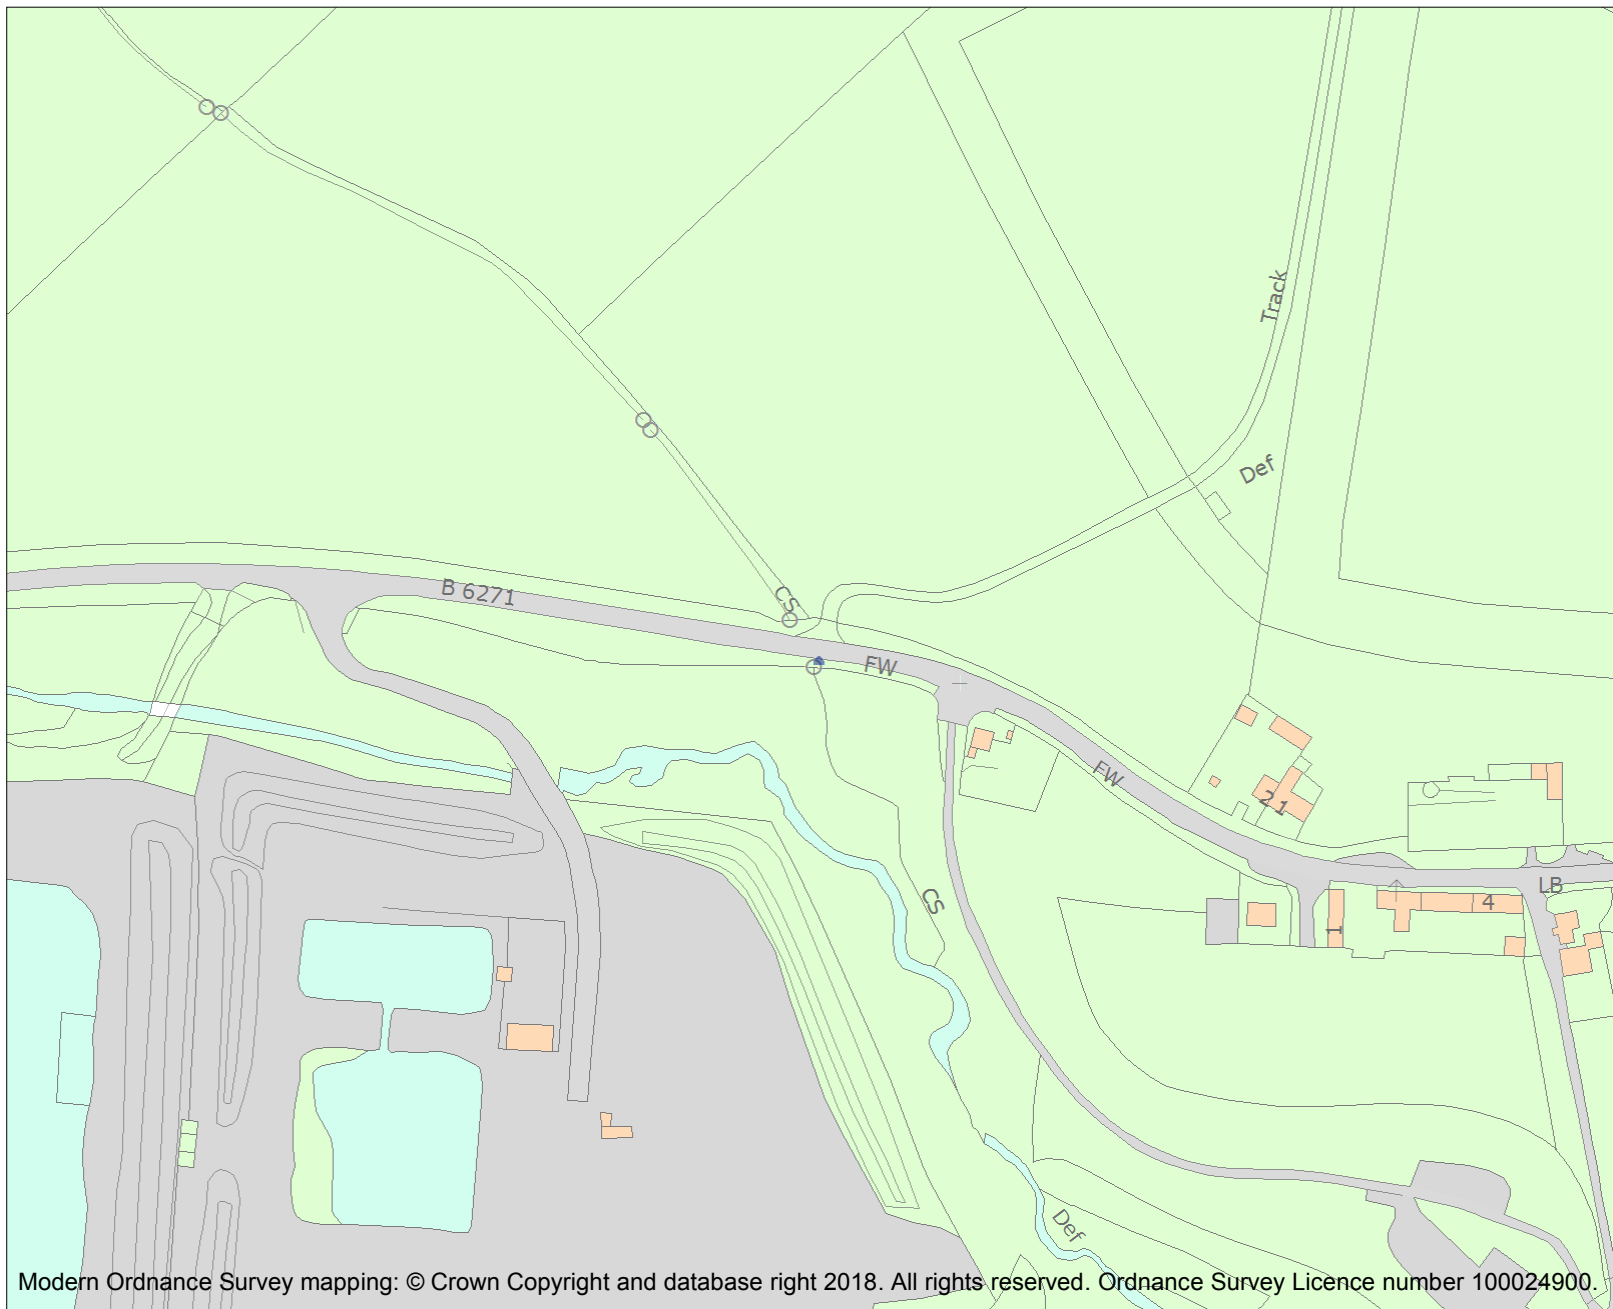 Track
Def
B 6271
CS
FW
FW
2
1
CS
LB
4
1
Def
Modern Ordnance Survey mapping: © Crown Copyright and database right 2018. All rights reserved. Ordnance Survey Licence number 100024900.